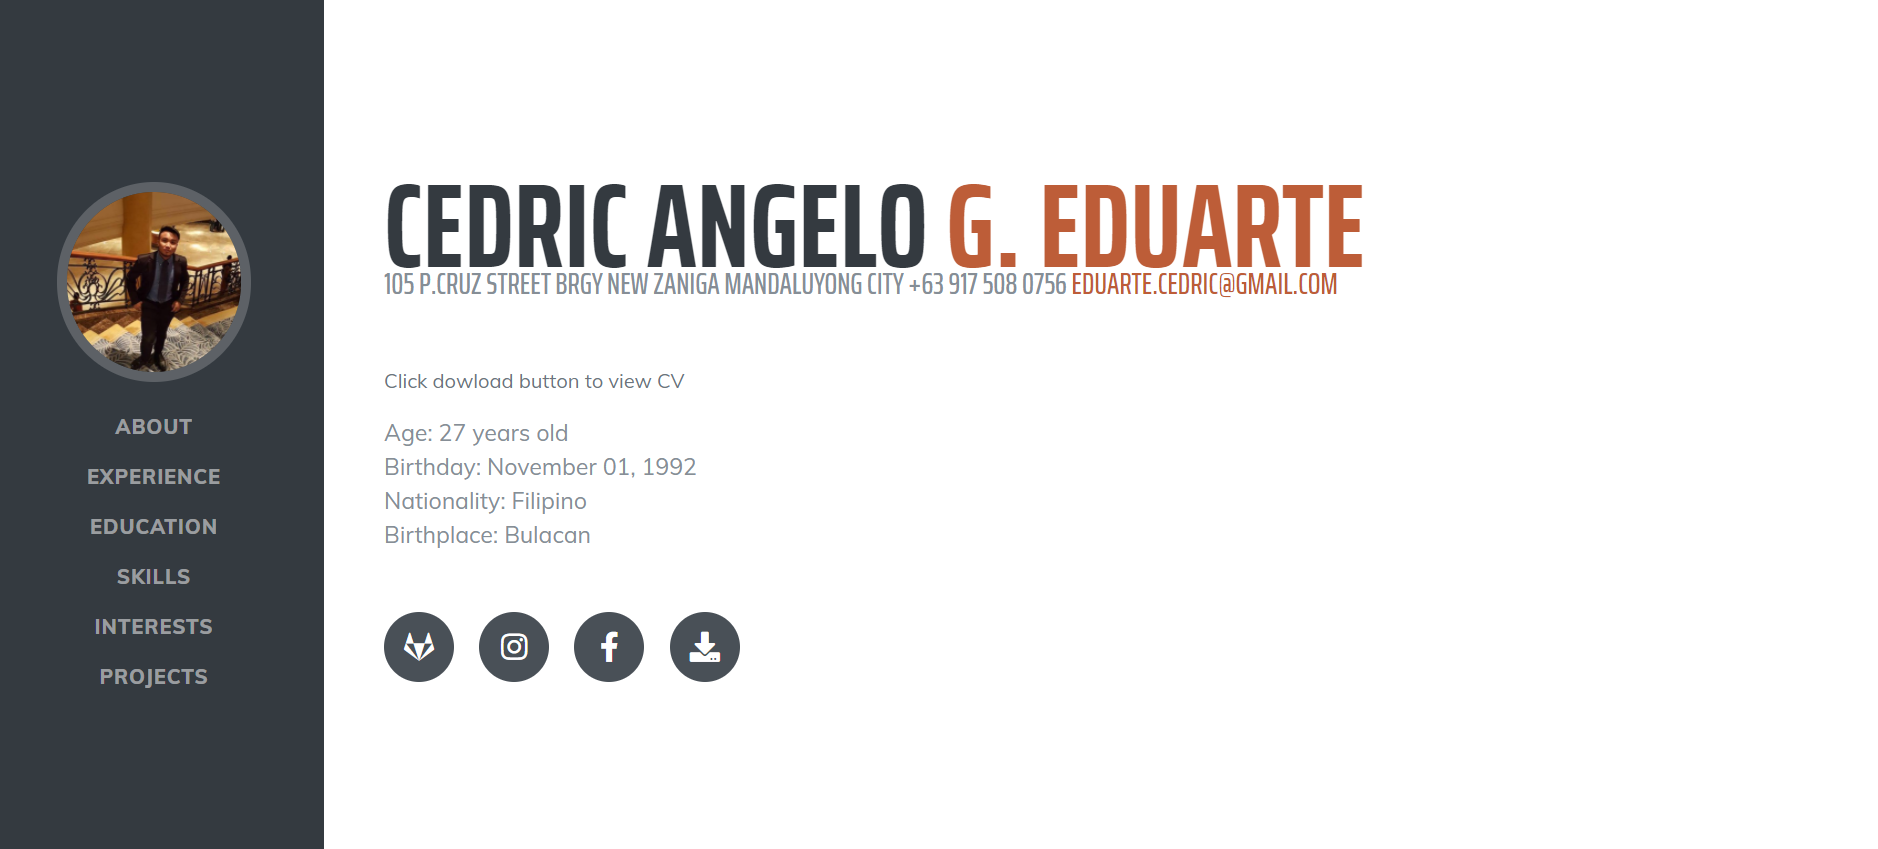 ABOUT
EXPERIENCE
EDUCATION
SKILLS
INTERESTS
PROJECTS
CEDRIC ANGELO G. EDUARTE
105 P.CRUZ STREET BRGY NEW ZANIGA MANDALUYONG CITY +63 917 508 0756 EDUARTE.CEDRIC@GMAIL.COM
Click dowload button to view CV
Age: 27 years old
Birthday: November 01, 1992
Nationality: Filipino
Birthplace: Bulacan